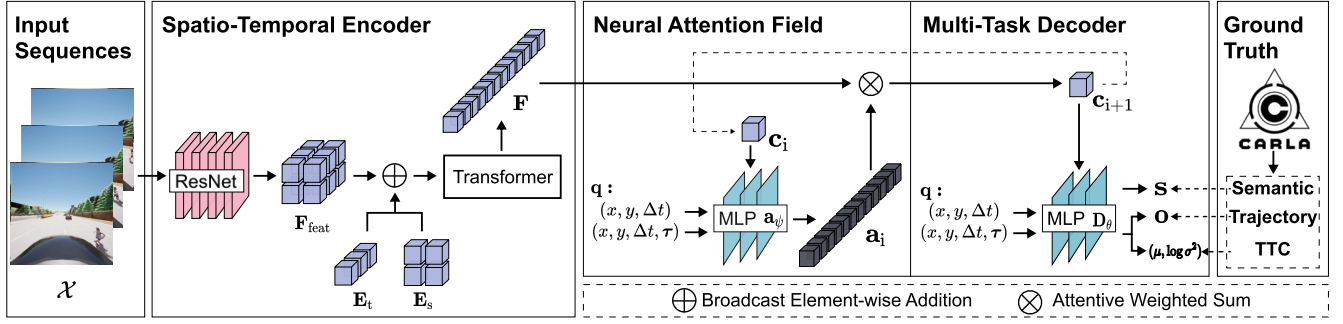 Input
Sequences
𝒳
Spatio-Temporal Encoder
ResNet
F_feat
E_t
E_s
F
Transformer
Neural Attention Field
c_i
q :
(x, y, Δt)
(x, y, Δt, τ)
MLP a_ψ
a_i
Multi-Task Decoder
c_{i+1}
q :
(x, y, Δt)
(x, y, Δt, τ)
MLP D_θ
S
O
(μ, log σ²)
Ground
Truth
C
CARLA
Semantic
Trajectory
TTC
⊕ Broadcast Element-wise Addition
⊗ Attentive Weighted Sum